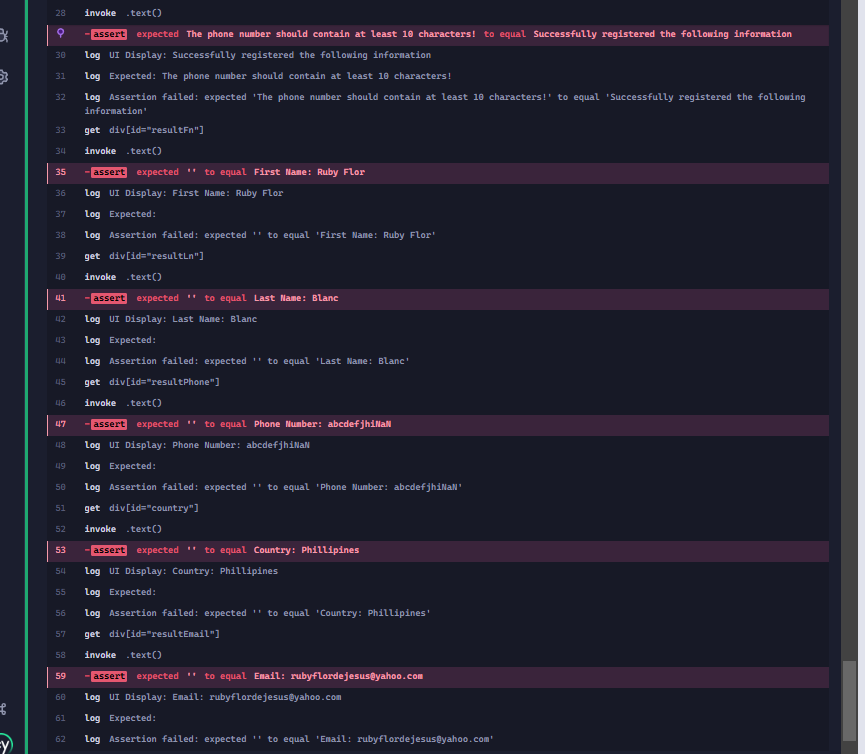 28 invoke .text()
-assert expected The phone number should contain at least 10 characters! to equal Successfully registered the following information
30 log UI Display: Successfully registered the following information
31 log Expected: The phone number should contain at least 10 characters!
32 log Assertion failed: expected 'The phone number should contain at least 10 characters!' to equal 'Successfully registered the following
information'
33 get div[id="resultFn"]
34 invoke .text()
35 -assert expected '' to equal First Name: Ruby Flor
36 log UI Display: First Name: Ruby Flor
37 log Expected:
38 log Assertion failed: expected '' to equal 'First Name: Ruby Flor'
39 get div[id="resultLn"]
40 invoke .text()
41 -assert expected '' to equal Last Name: Blanc
42 log UI Display: Last Name: Blanc
43 log Expected:
44 log Assertion failed: expected '' to equal 'Last Name: Blanc'
45 get div[id="resultPhone"]
46 invoke .text()
47 -assert expected '' to equal Phone Number: abcdefjhiNaN
48 log UI Display: Phone Number: abcdefjhiNaN
49 log Expected:
50 log Assertion failed: expected '' to equal 'Phone Number: abcdefjhiNaN'
51 get div[id="country"]
52 invoke .text()
53 -assert expected '' to equal Country: Phillipines
54 log UI Display: Country: Phillipines
55 log Expected:
56 log Assertion failed: expected '' to equal 'Country: Phillipines'
57 get div[id="resultEmail"]
58 invoke .text()
59 -assert expected '' to equal Email: rubyflordejesus@yahoo.com
60 log UI Display: Email: rubyflordejesus@yahoo.com
61 log Expected:
62 log Assertion failed: expected '' to equal 'Email: rubyflordejesus@yahoo.com'